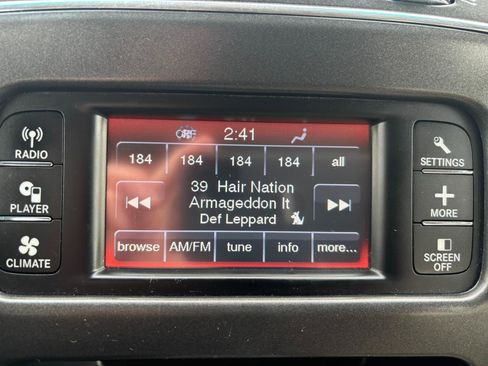 RADIO
PLAYER
CLIMATE
2:41
184 184 184 184 all
39 Hair Nation
Armageddon It
Def Leppard
browse AM/FM tune info more...
SETTINGS
MORE
SCREEN OFF